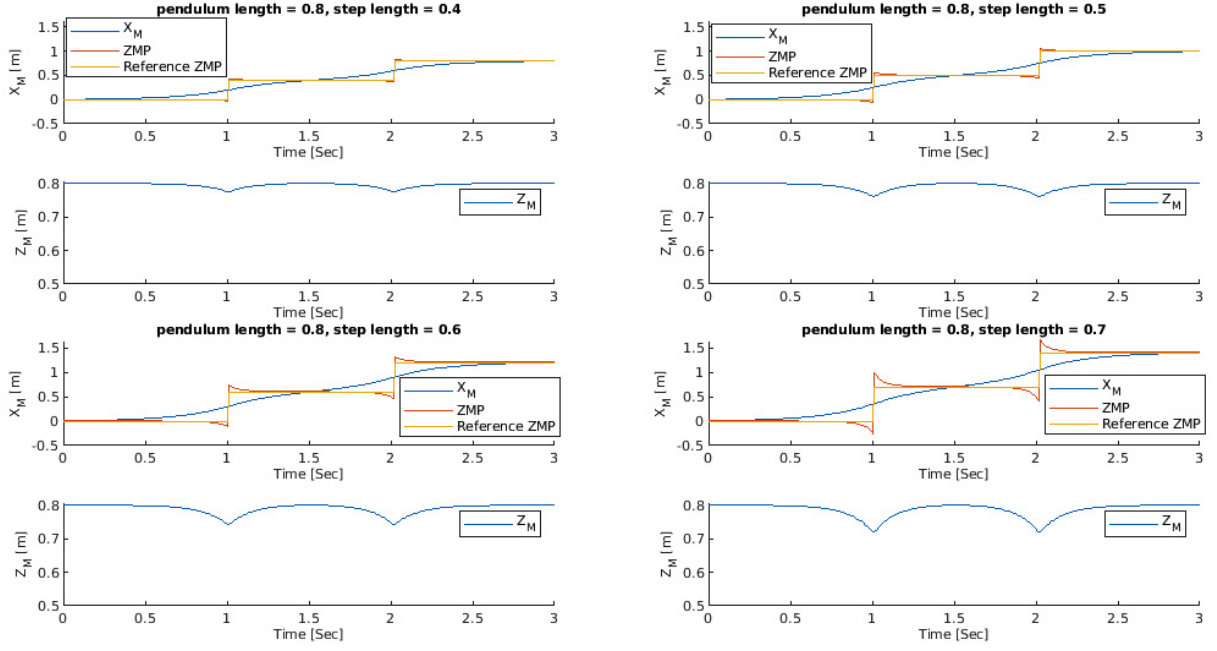 pendulum length = 0.8, step length = 0.4
1.5
1
0.5
0
-0.5
X_M [m]
X_M
ZMP
Reference ZMP
0 0.5 1 1.5 2 2.5 3
Time [Sec]
0.8
0.7
0.6
0.5
Z_M [m]
Z_M
0 0.5 1 1.5 2 2.5 3
Time [Sec]
pendulum length = 0.8, step length = 0.5
1.5
1
0.5
0
-0.5
X_M [m]
X_M
ZMP
Reference ZMP
0 0.5 1 1.5 2 2.5 3
Time [Sec]
0.8
0.7
0.6
0.5
Z_M [m]
Z_M
0 0.5 1 1.5 2 2.5 3
Time [Sec]
pendulum length = 0.8, step length = 0.6
1.5
1
0.5
0
-0.5
X_M [m]
X_M
ZMP
Reference ZMP
0 0.5 1 1.5 2 2.5 3
Time [Sec]
0.8
0.7
0.6
0.5
Z_M [m]
Z_M
0 0.5 1 1.5 2 2.5 3
Time [Sec]
pendulum length = 0.8, step length = 0.7
1.5
1
0.5
0
-0.5
X_M [m]
X_M
ZMP
Reference ZMP
0 0.5 1 1.5 2 2.5 3
Time [Sec]
0.8
0.7
0.6
0.5
Z_M [m]
Z_M
0 0.5 1 1.5 2 2.5 3
Time [Sec]